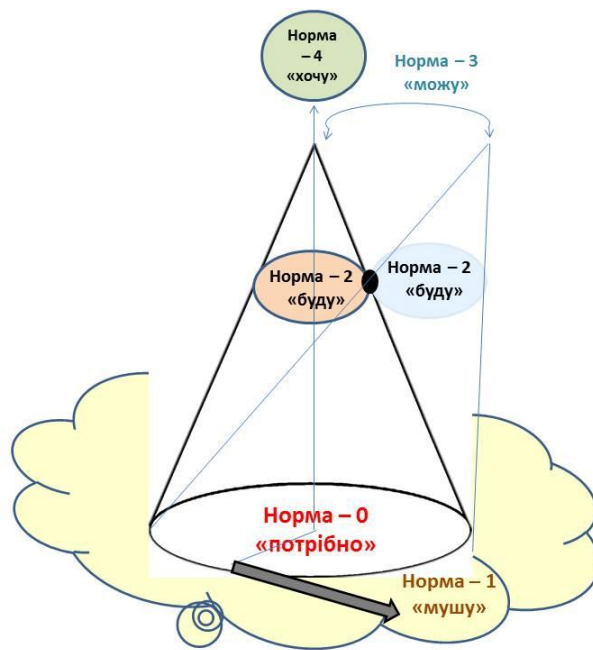 Норма
– 4
«хочу»
Норма – 3
«можу»
Норма – 2
«буду»
Норма – 2
«буду»
Норма – 0
«потрібно»
Норма – 1
«мушу»